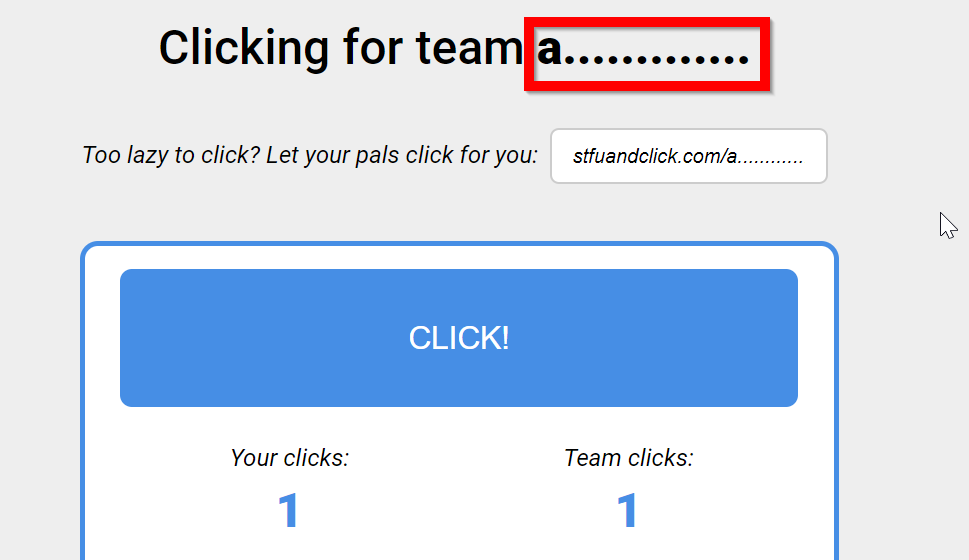 Clicking for team a.............
Too lazy to click? Let your pals click for you: stfuandclick.com/a............
CLICK!
Your clicks: Team clicks:
1 1